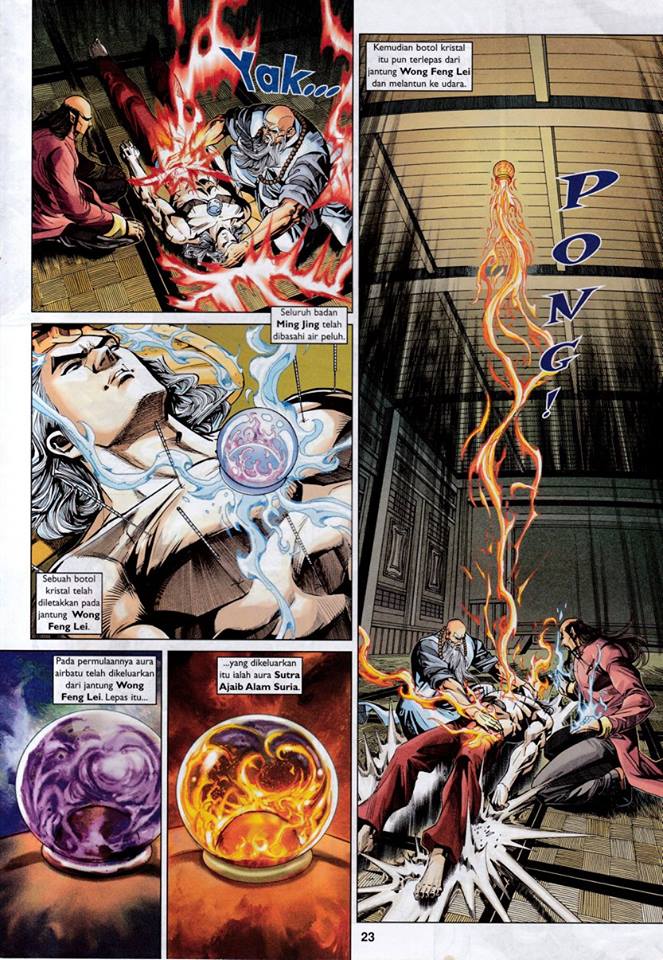 Yak...
Seluruh badan
Ming Jing telah
dibasahi air peluh.
Sebuah botol
kristal telah
diletakkan pada
jantung Wong
Feng Lei.
Pada permulaannya aura
airbatu telah dikeluarkan
dari jantung Wong
Feng Lei. Lepas itu...
...yang dikeluarkan
itu ialah aura Sutra
Ajaib Alam Suria.
Kemudian botol kristal
itu pun terlepas dari
jantung Wong Feng Lei
dan melantun ke udara.
PONG!
23